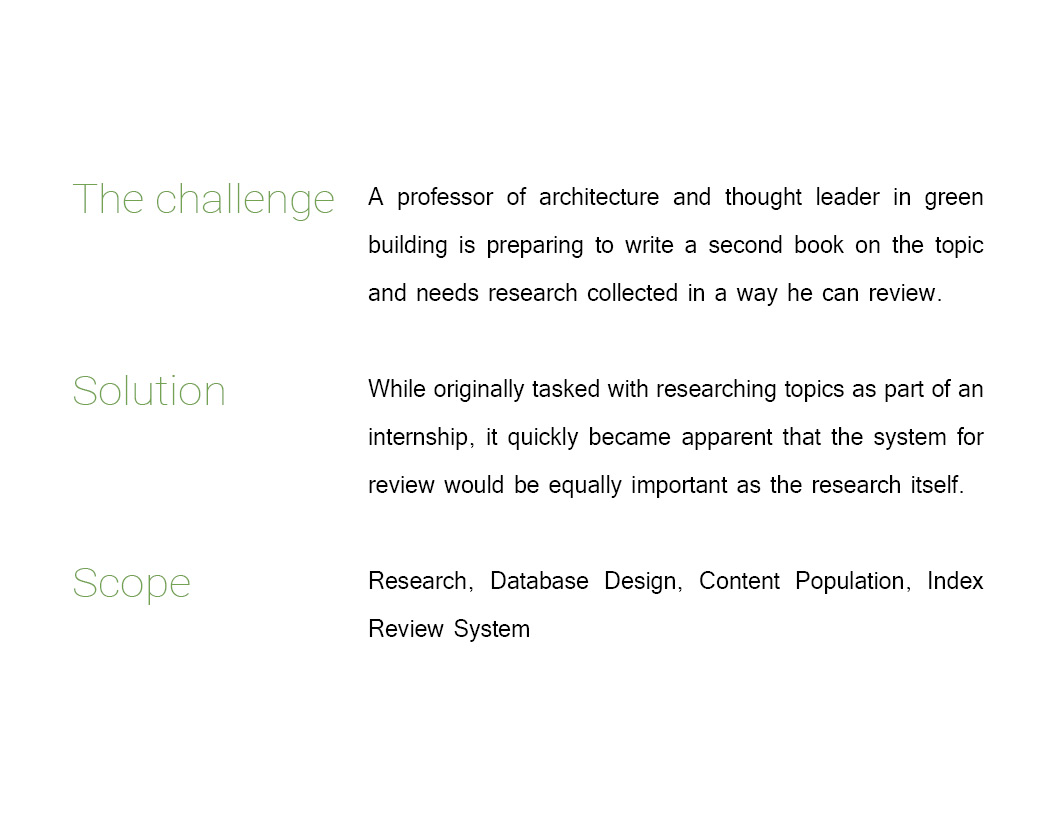 The challenge
A professor of architecture and thought leader in green
building is preparing to write a second book on the topic
and needs research collected in a way he can review.
Solution
While originally tasked with researching topics as part of an
internship, it quickly became apparent that the system for
review would be equally important as the research itself.
Scope
Research, Database Design, Content Population, Index
Review System